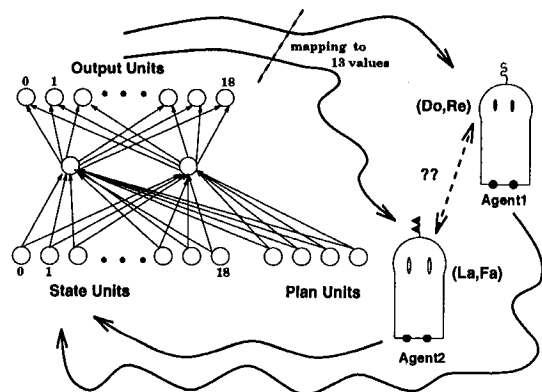 mapping to
13 values
Output Units
0 1 18
(Do,Re)
??
Agent1
0 1 18
State Units
Plan Units
(La,Fa)
Agent2